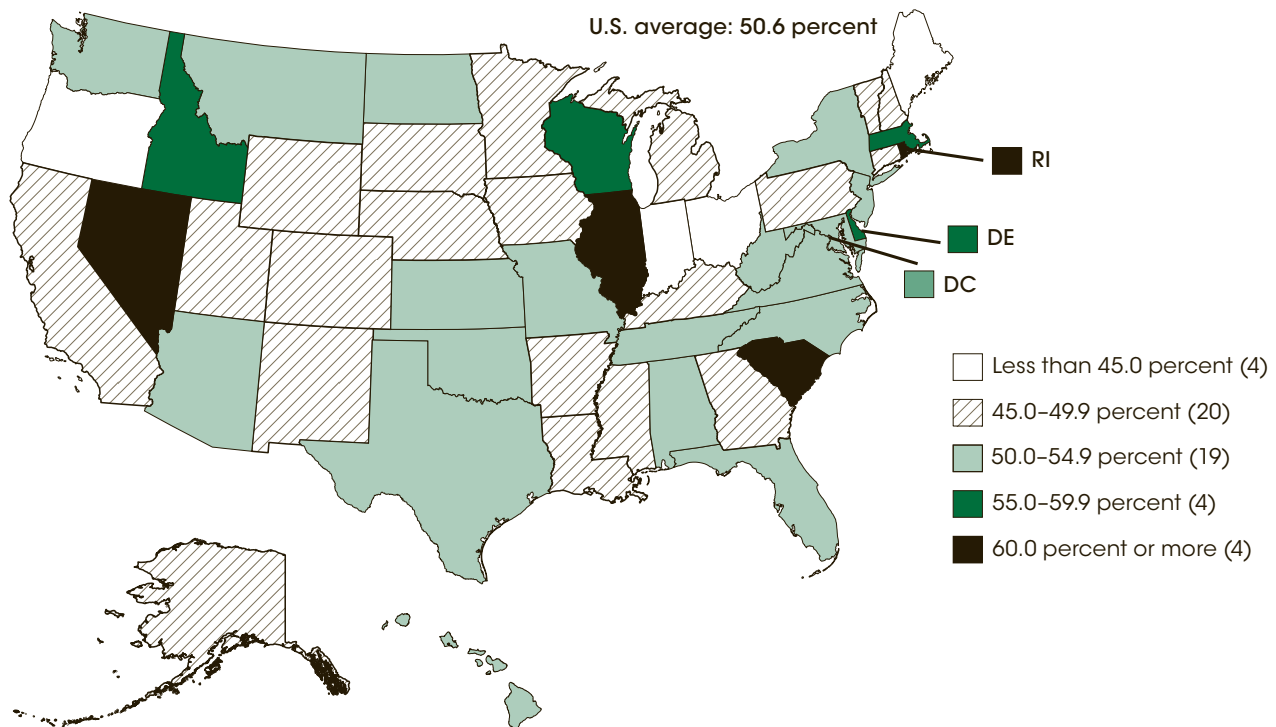 U.S. average: 50.6 percent
RI
DE
DC
Less than 45.0 percent (4)
45.0–49.9 percent (20)
50.0–54.9 percent (19)
55.0–59.9 percent (4)
60.0 percent or more (4)